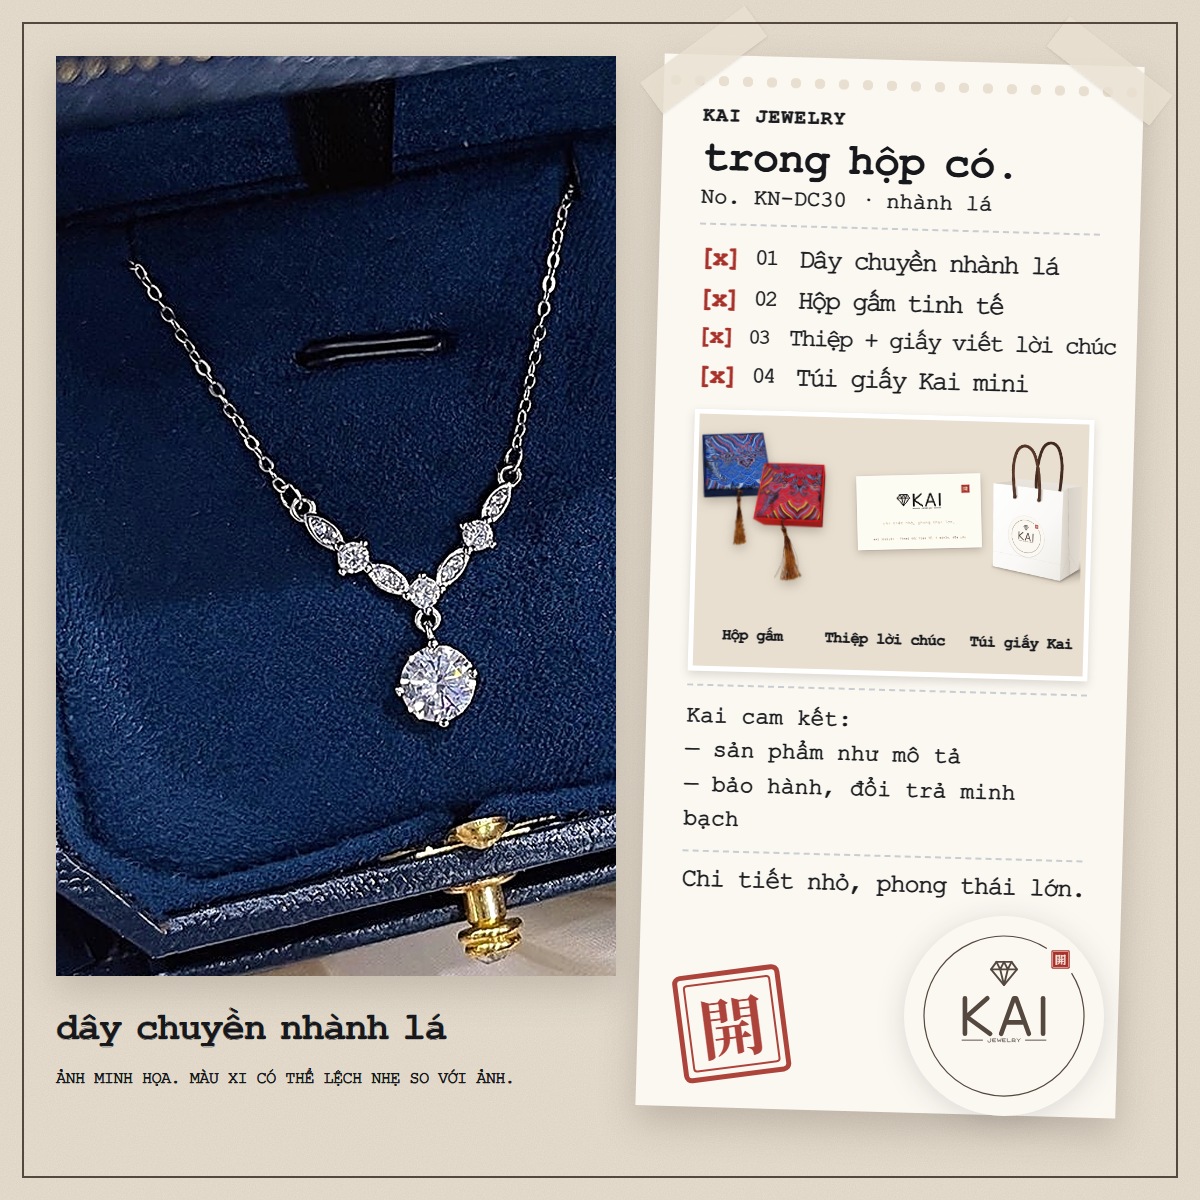 KAI JEWELRY
trong hộp có.
No. KN-DC30 · nhành lá
[x] 01 Dây chuyền nhành lá
[x] 02 Hộp gấm tinh tế
[x] 03 Thiệp + giấy viết lời chúc
[x] 04 Túi giấy Kai mini
開
KAI
KAI
Hộp gấm Thiệp lời chúc Túi giấy Kai
Kai cam kết:
— sản phẩm như mô tả
— bảo hành, đổi trả minh
bạch
Chi tiết nhỏ, phong thái lớn.
開
開
KAI
JEWELRY
dây chuyền nhành lá
ẢNH MINH HỌA. MÀU XI CÓ THỂ LỆCH NHẸ SO VỚI ẢNH.